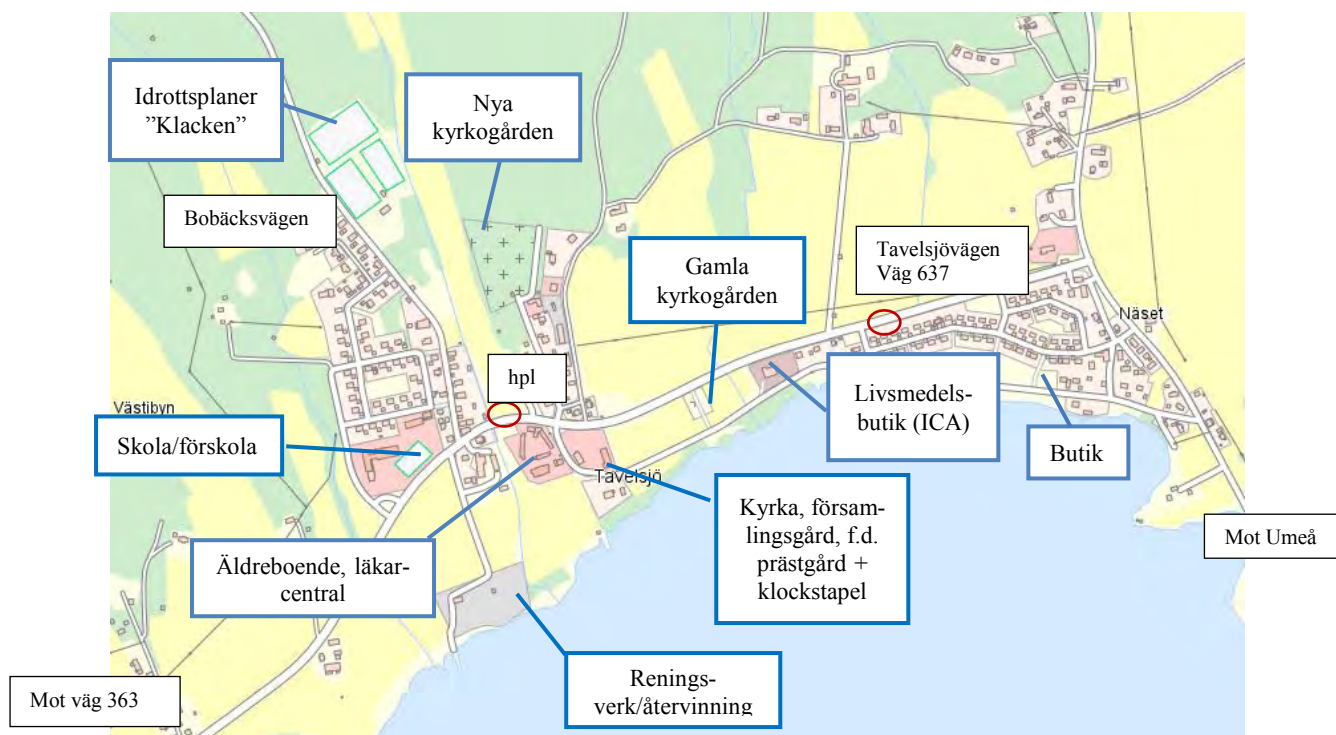 Idrottsplaner
”Klacken”
Nya
kyrkogården
Bobäcksvägen
Gamla
kyrkogården
Tavelsjövägen
Väg 637
Näset
hpl
Livsmedels-
butik (ICA)
Västibyn
Skola/förskola
Butik
Tavelsjö
Kyrka, försam-
lingsgård, f.d.
prästgård +
klockstapel
Mot Umeå
Äldreboende, läkar-
central
Renings-
verk/återvinning
Mot väg 363